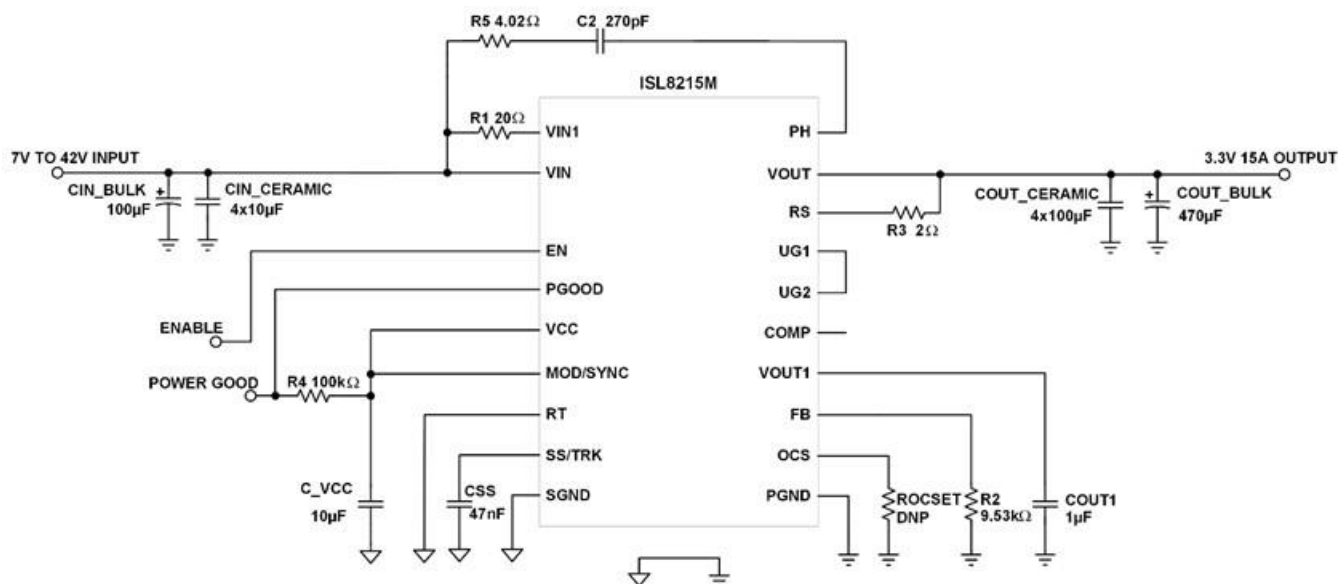 R5 4.02Ω
C2 270pF
ISL8215M
R1 20Ω
VIN1
PH
7V TO 42V INPUT
VIN
VOUT
3.3V 15A OUTPUT
CIN_BULK
100µF
CIN_CERAMIC
4x10µF
RS
R3 2Ω
COUT_CERAMIC
4x100µF
COUT_BULK
470µF
EN
UG1
PGOOD
UG2
ENABLE
VCC
COMP
POWER GOOD
R4 100kΩ
MOD/SYNC
VOUT1
RT
FB
SS/TRK
OCS
C_VCC
10µF
CSS
47nF
SGND
PGND
ROCSET
DNP
R2
9.53kΩ
COUT1
1µF